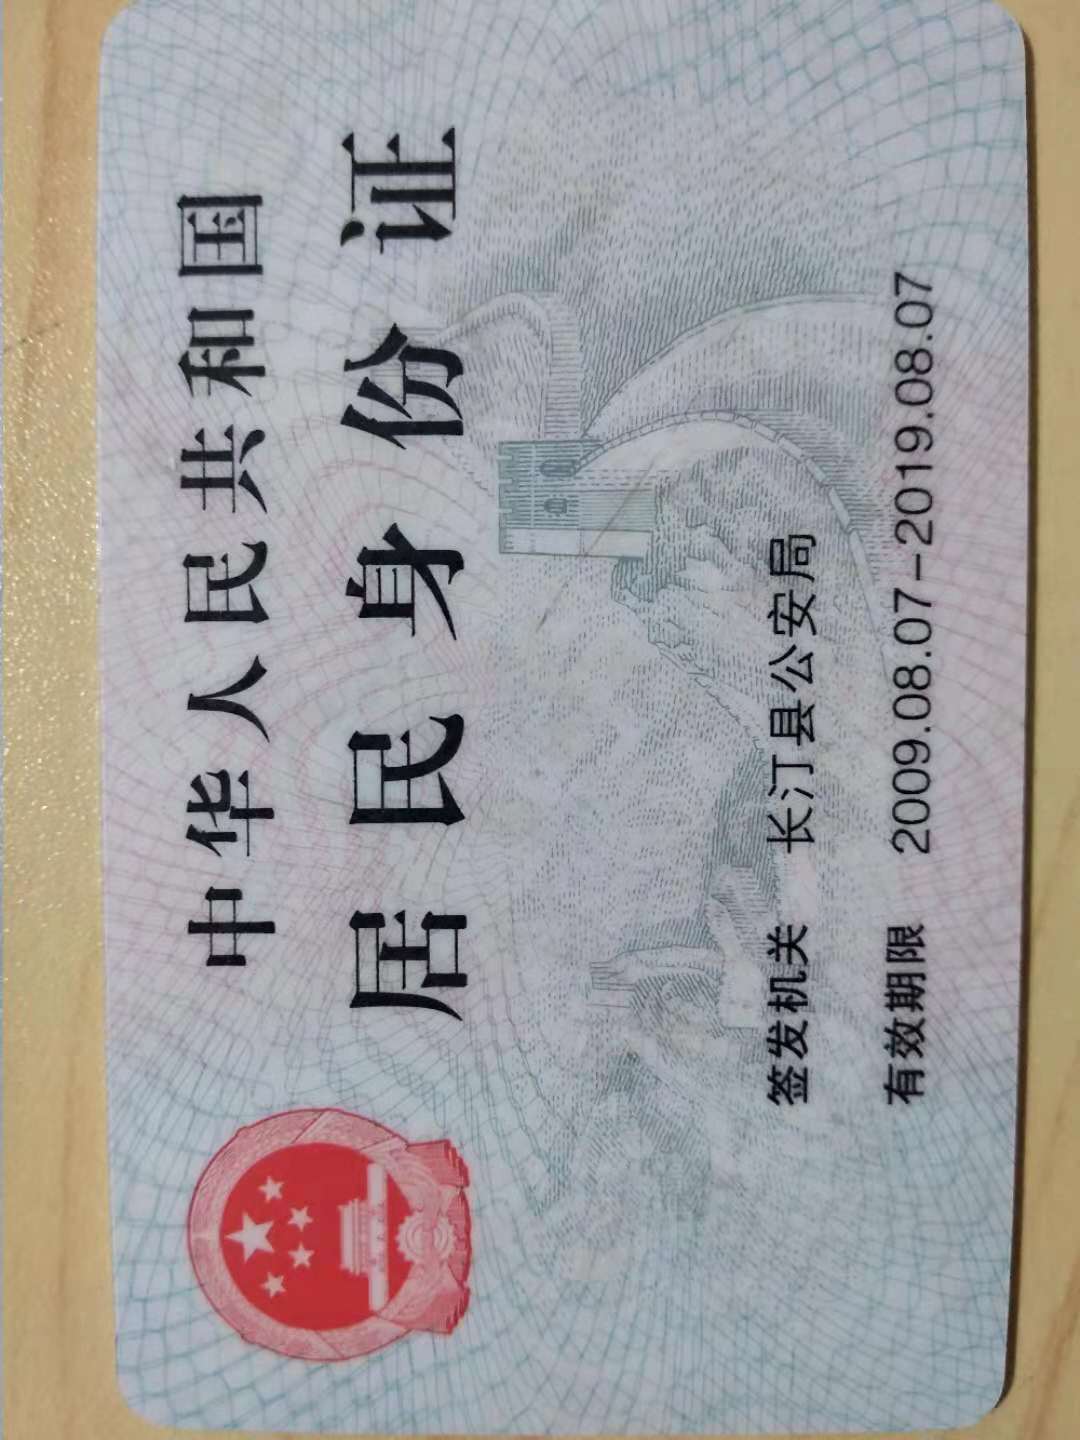 中华人民共和国
居民身份证
签发机关 长汀县公安局
有效期限 2009.08.07-2019.08.07